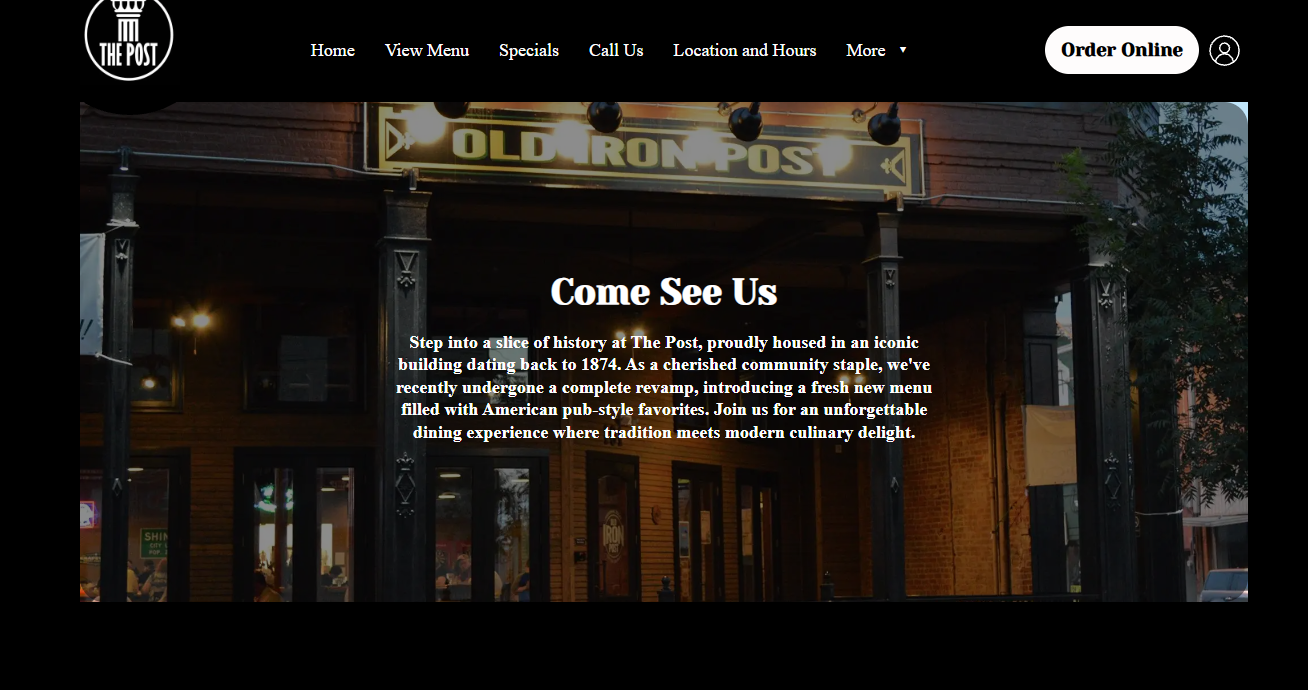 THE POST
Home View Menu Specials Call Us Location and Hours More
Order Online
OLD IRON POST
Come See Us
Step into a slice of history at The Post, proudly housed in an iconic
building dating back to 1874. As a cherished community staple, we've
recently undergone a complete revamp, introducing a fresh new menu
filled with American pub-style favorites. Join us for an unforgettable
dining experience where tradition meets modern culinary delight.
IRON